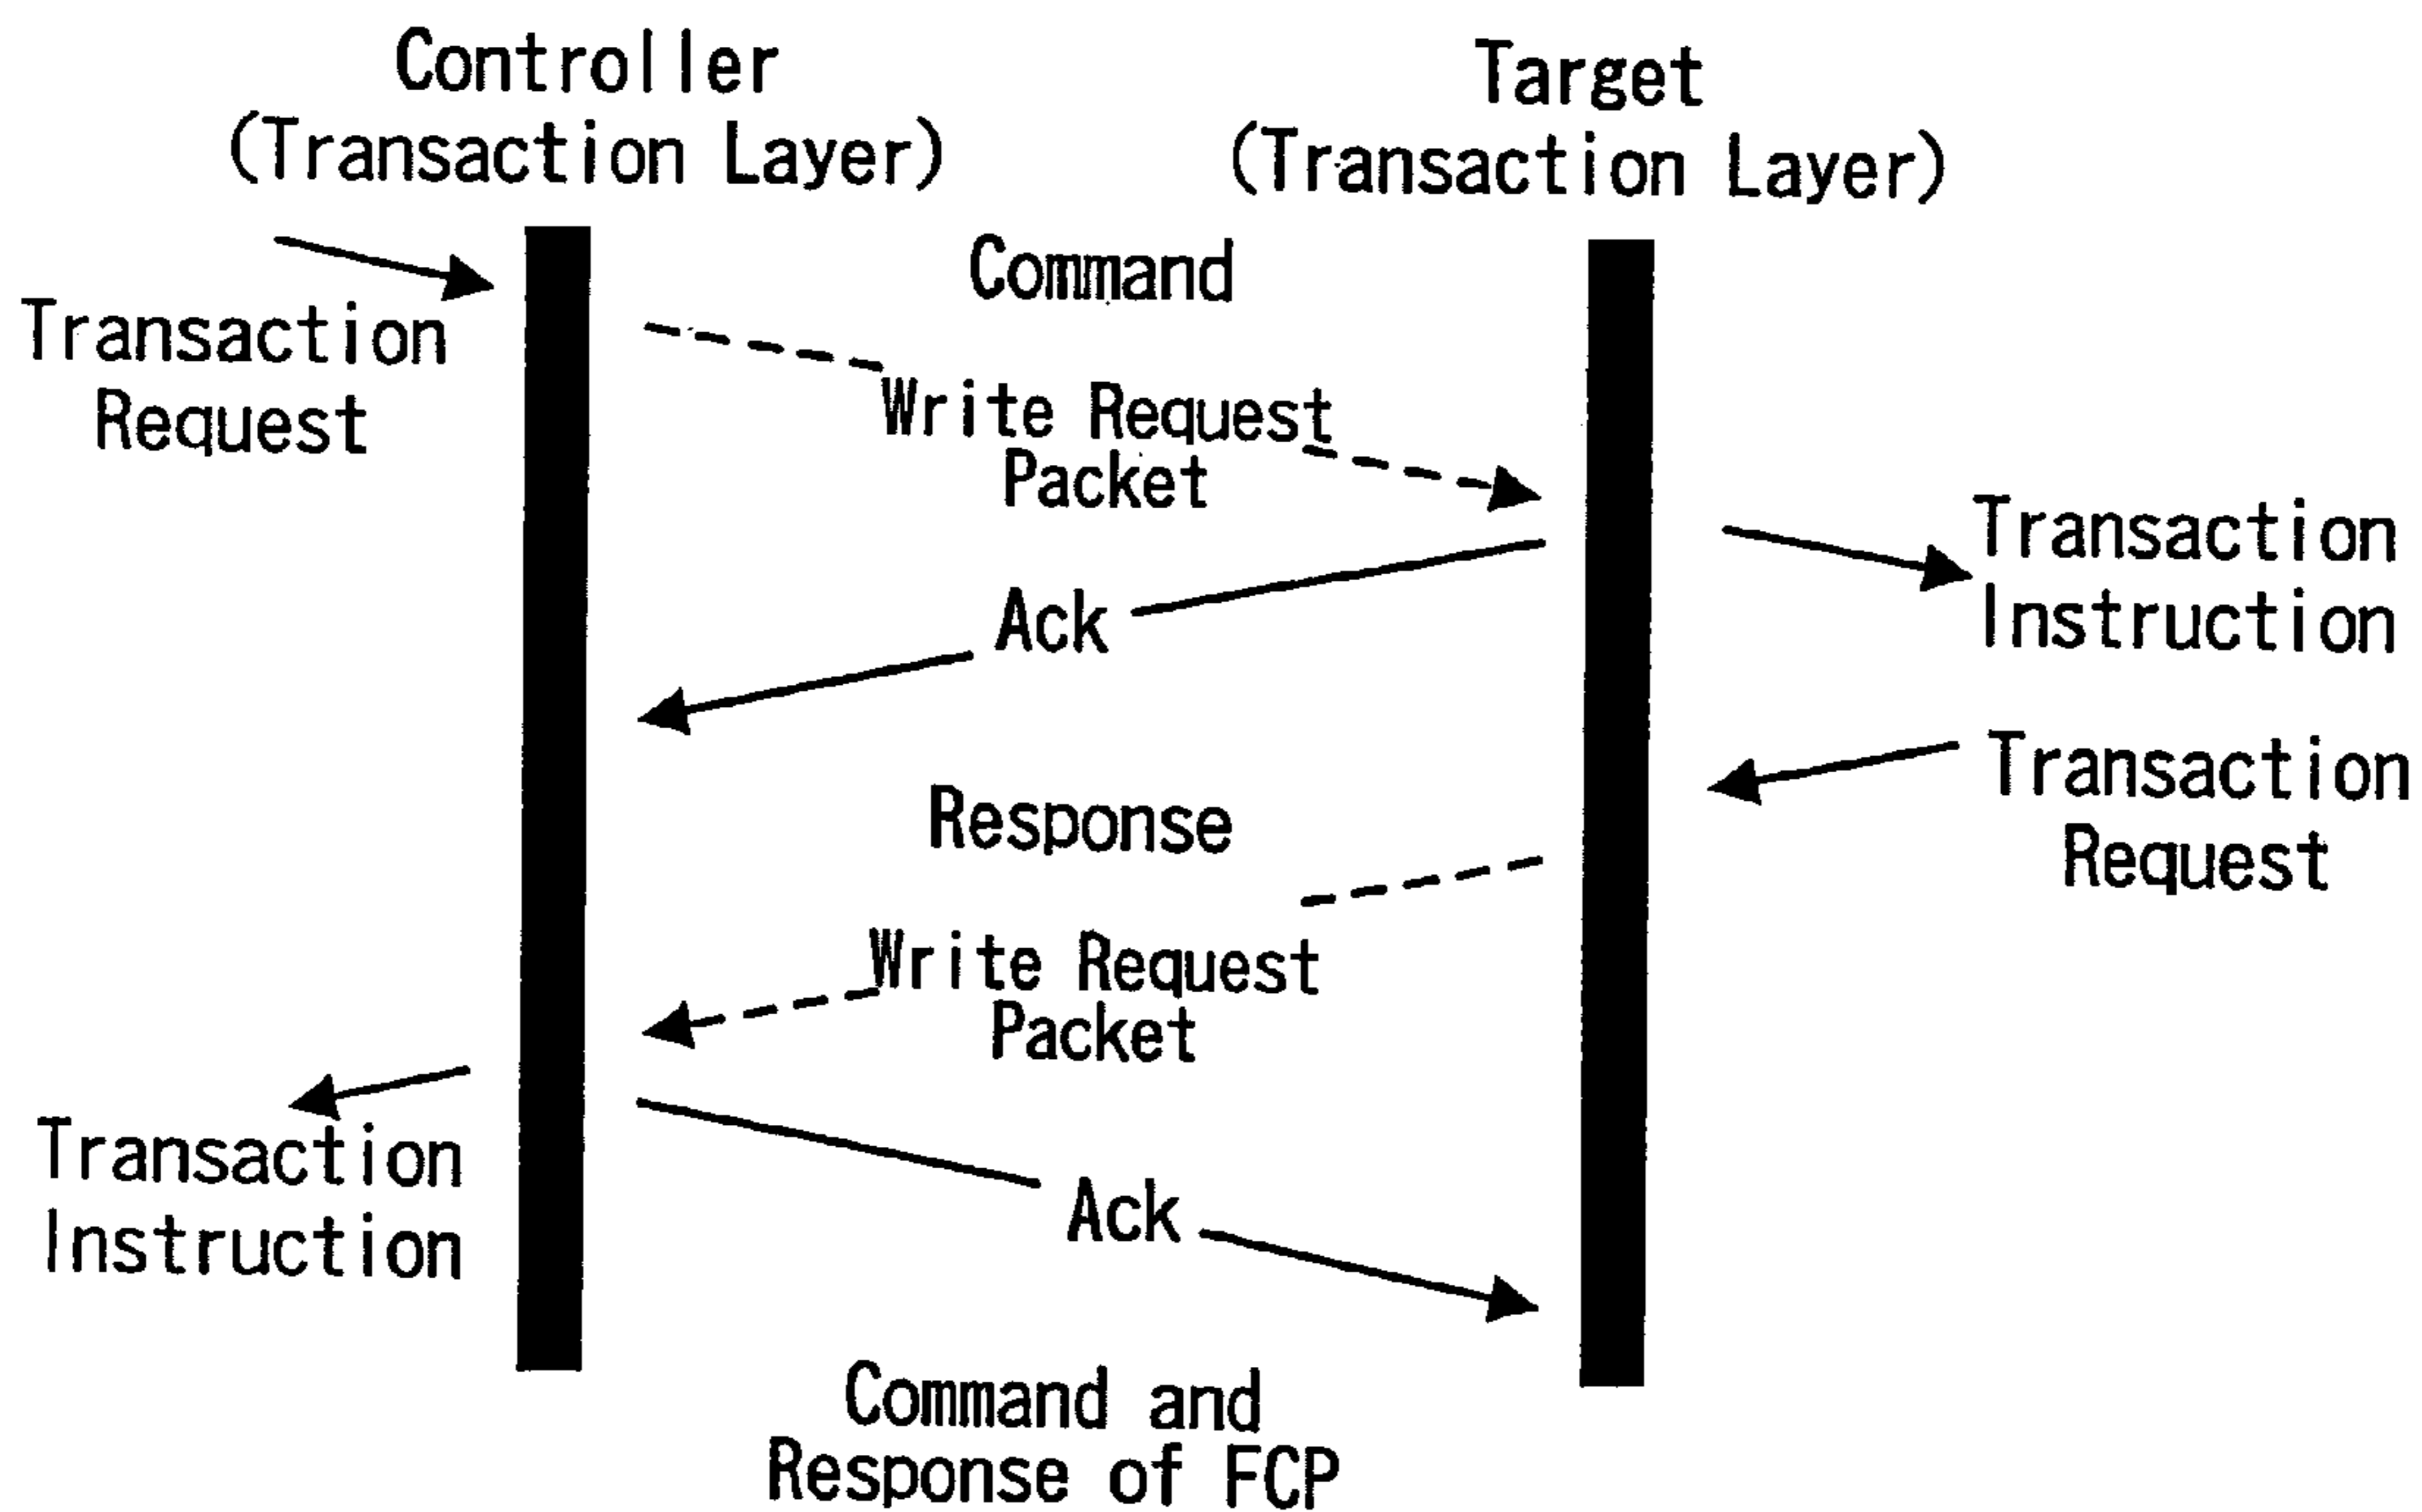 Controller
(Transaction Layer)
Target
(Transaction Layer)
Command
Transaction
Request
Write Request
Packet
Transaction
Instruction
Ack
Transaction
Request
Response
Write Request
Packet
Transaction
Instruction
Ack
Command and
Response of FCP